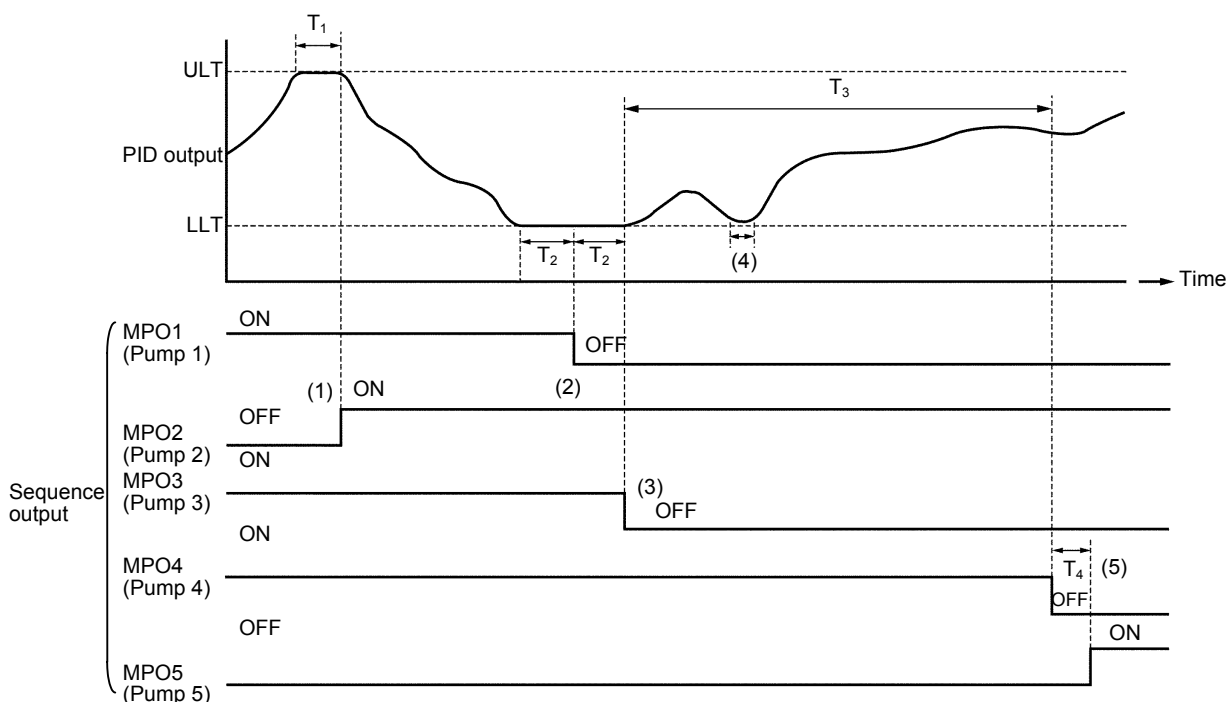 T1
ULT
T3
PID output
LLT
T2 T2
(4)
Time
ON
MPO1
(Pump 1)
OFF
(1) ON (2)
OFF
MPO2
(Pump 2)
ON
MPO3
(Pump 3)
(3)
OFF
Sequence
output
ON
MPO4
(Pump 4)
T4 (5)
OFF
OFF
ON
MPO5
(Pump 5)